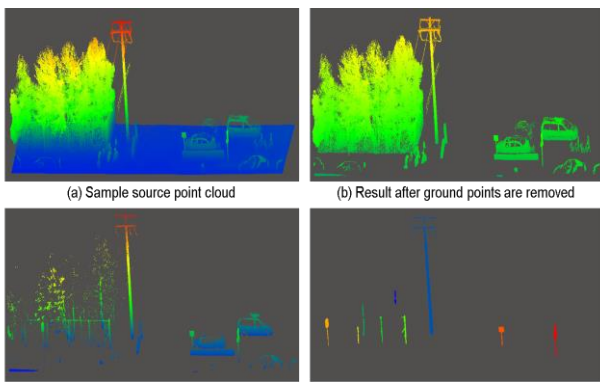 (a) Sample source point cloud
(b) Result after ground points are removed